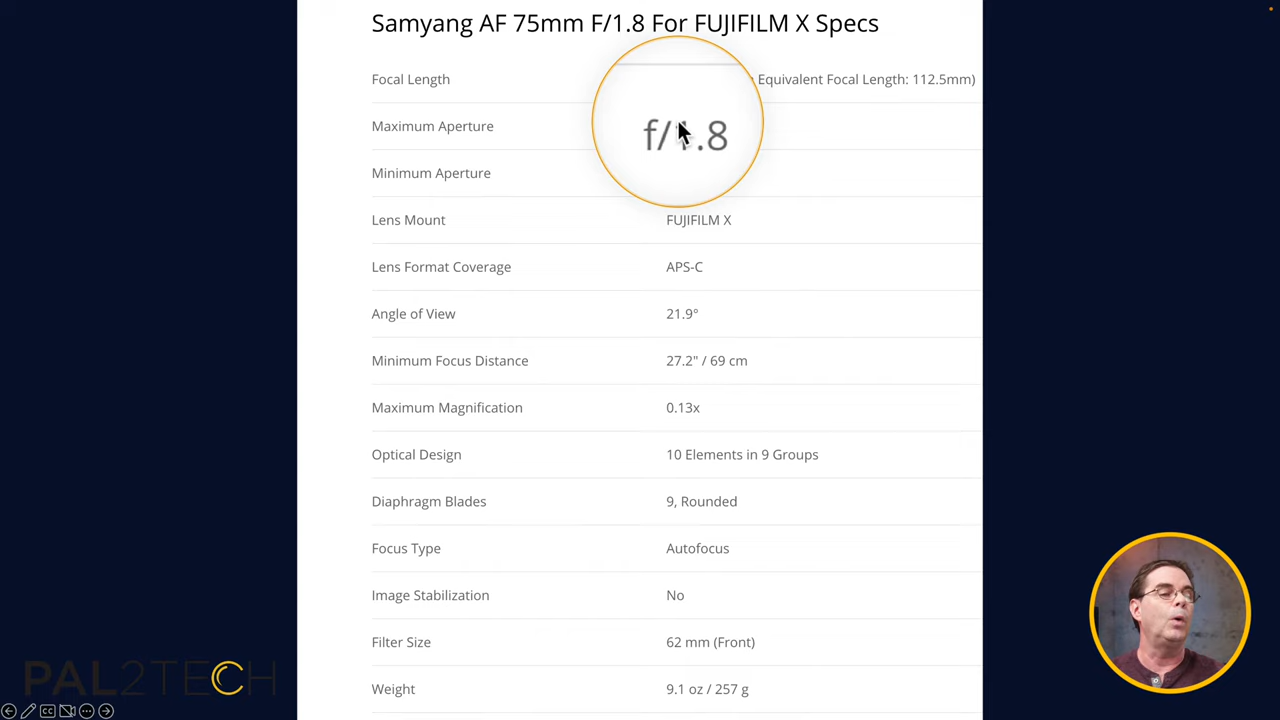 Samyang AF 75mm F/1.8 For FUJIFILM X Specs
Focal Length Equivalent Focal Length: 112.5mm)
Maximum Aperture f/1.8
Minimum Aperture
Lens Mount FUJIFILM X
Lens Format Coverage APS-C
Angle of View 21.9°
Minimum Focus Distance 27.2" / 69 cm
Maximum Magnification 0.13x
Optical Design 10 Elements in 9 Groups
Diaphragm Blades 9, Rounded
Focus Type Autofocus
Image Stabilization No
Filter Size 62 mm (Front)
Weight 9.1 oz / 257 g
PAL2TECH
CC